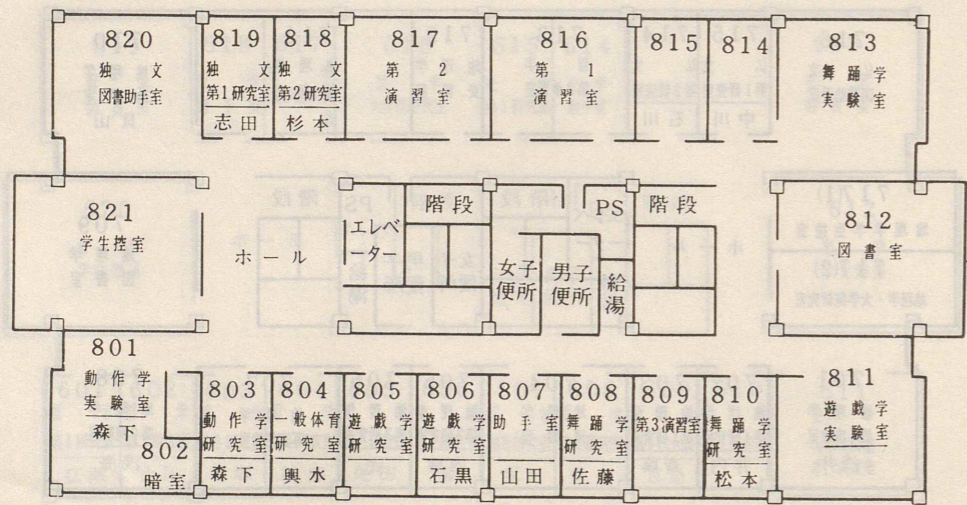 820
独文
図書助手室
819
独文
第1研究室
志田
818
独文
第2研究室
杉本
817
第2
演習室
816
第1
演習室
815
814
813
舞踊学
実験室
821
学生控室
ホール
エレベ
ーター
階段
女子
便所
男子
便所
PS
給湯
階段
812
図書室
801
動作学
実験室
森下
802
暗室
803
動作学
研究室
森下
804
一般体育
研究室
輿水
805
遊戯学
研究室
806
遊戯学
研究室
石黒
807
助手室
山田
808
舞踊学
研究室
佐藤
809
第3演習室
810
舞踊学
研究室
松本
811
遊戯学
実験室